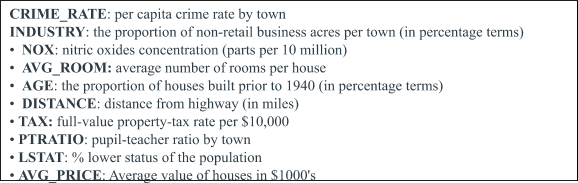 CRIME_RATE: per capita crime rate by town
INDUSTRY: the proportion of non-retail business acres per town (in percentage terms)
• NOX: nitric oxides concentration (parts per 10 million)
• AVG_ROOM: average number of rooms per house
• AGE: the proportion of houses built prior to 1940 (in percentage terms)
• DISTANCE: distance from highway (in miles)
• TAX: full-value property-tax rate per $10,000
• PTRATIO: pupil-teacher ratio by town
• LSTAT: % lower status of the population
• AVG_PRICE: Average value of houses in $1000's